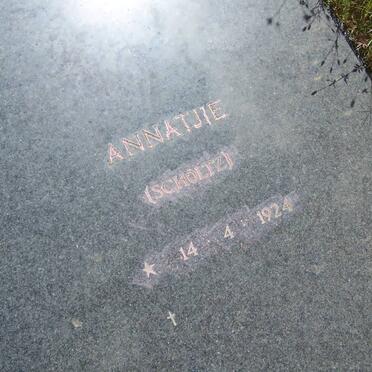 ANNATJIE
(SCHOLTZ)
★ 14 · 4 · 1924
✝